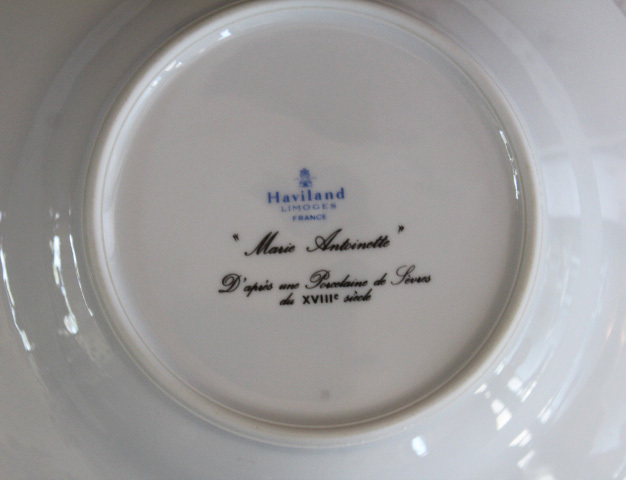 Haviland
LIMOGES
FRANCE
" Marie Antoinette "
D'après une Porcelaine de Sèvres
du XVIIIe siècle